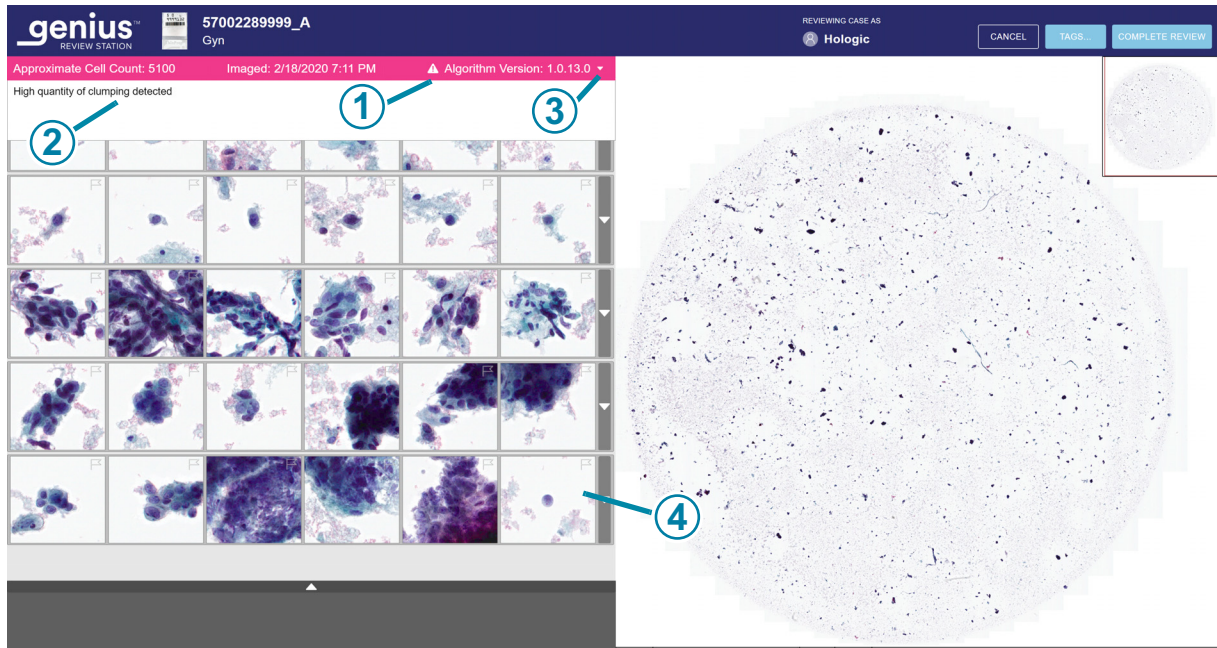 genius™
REVIEW STATION
57002289999_A
Gyn
REVIEWING CASE AS
Hologic
CANCEL
TAGS...
COMPLETE REVIEW
Approximate Cell Count: 5100 Imaged: 2/18/2020 7:11 PM Algorithm Version: 1.0.13.0
High quantity of clumping detected
1
2
3
4